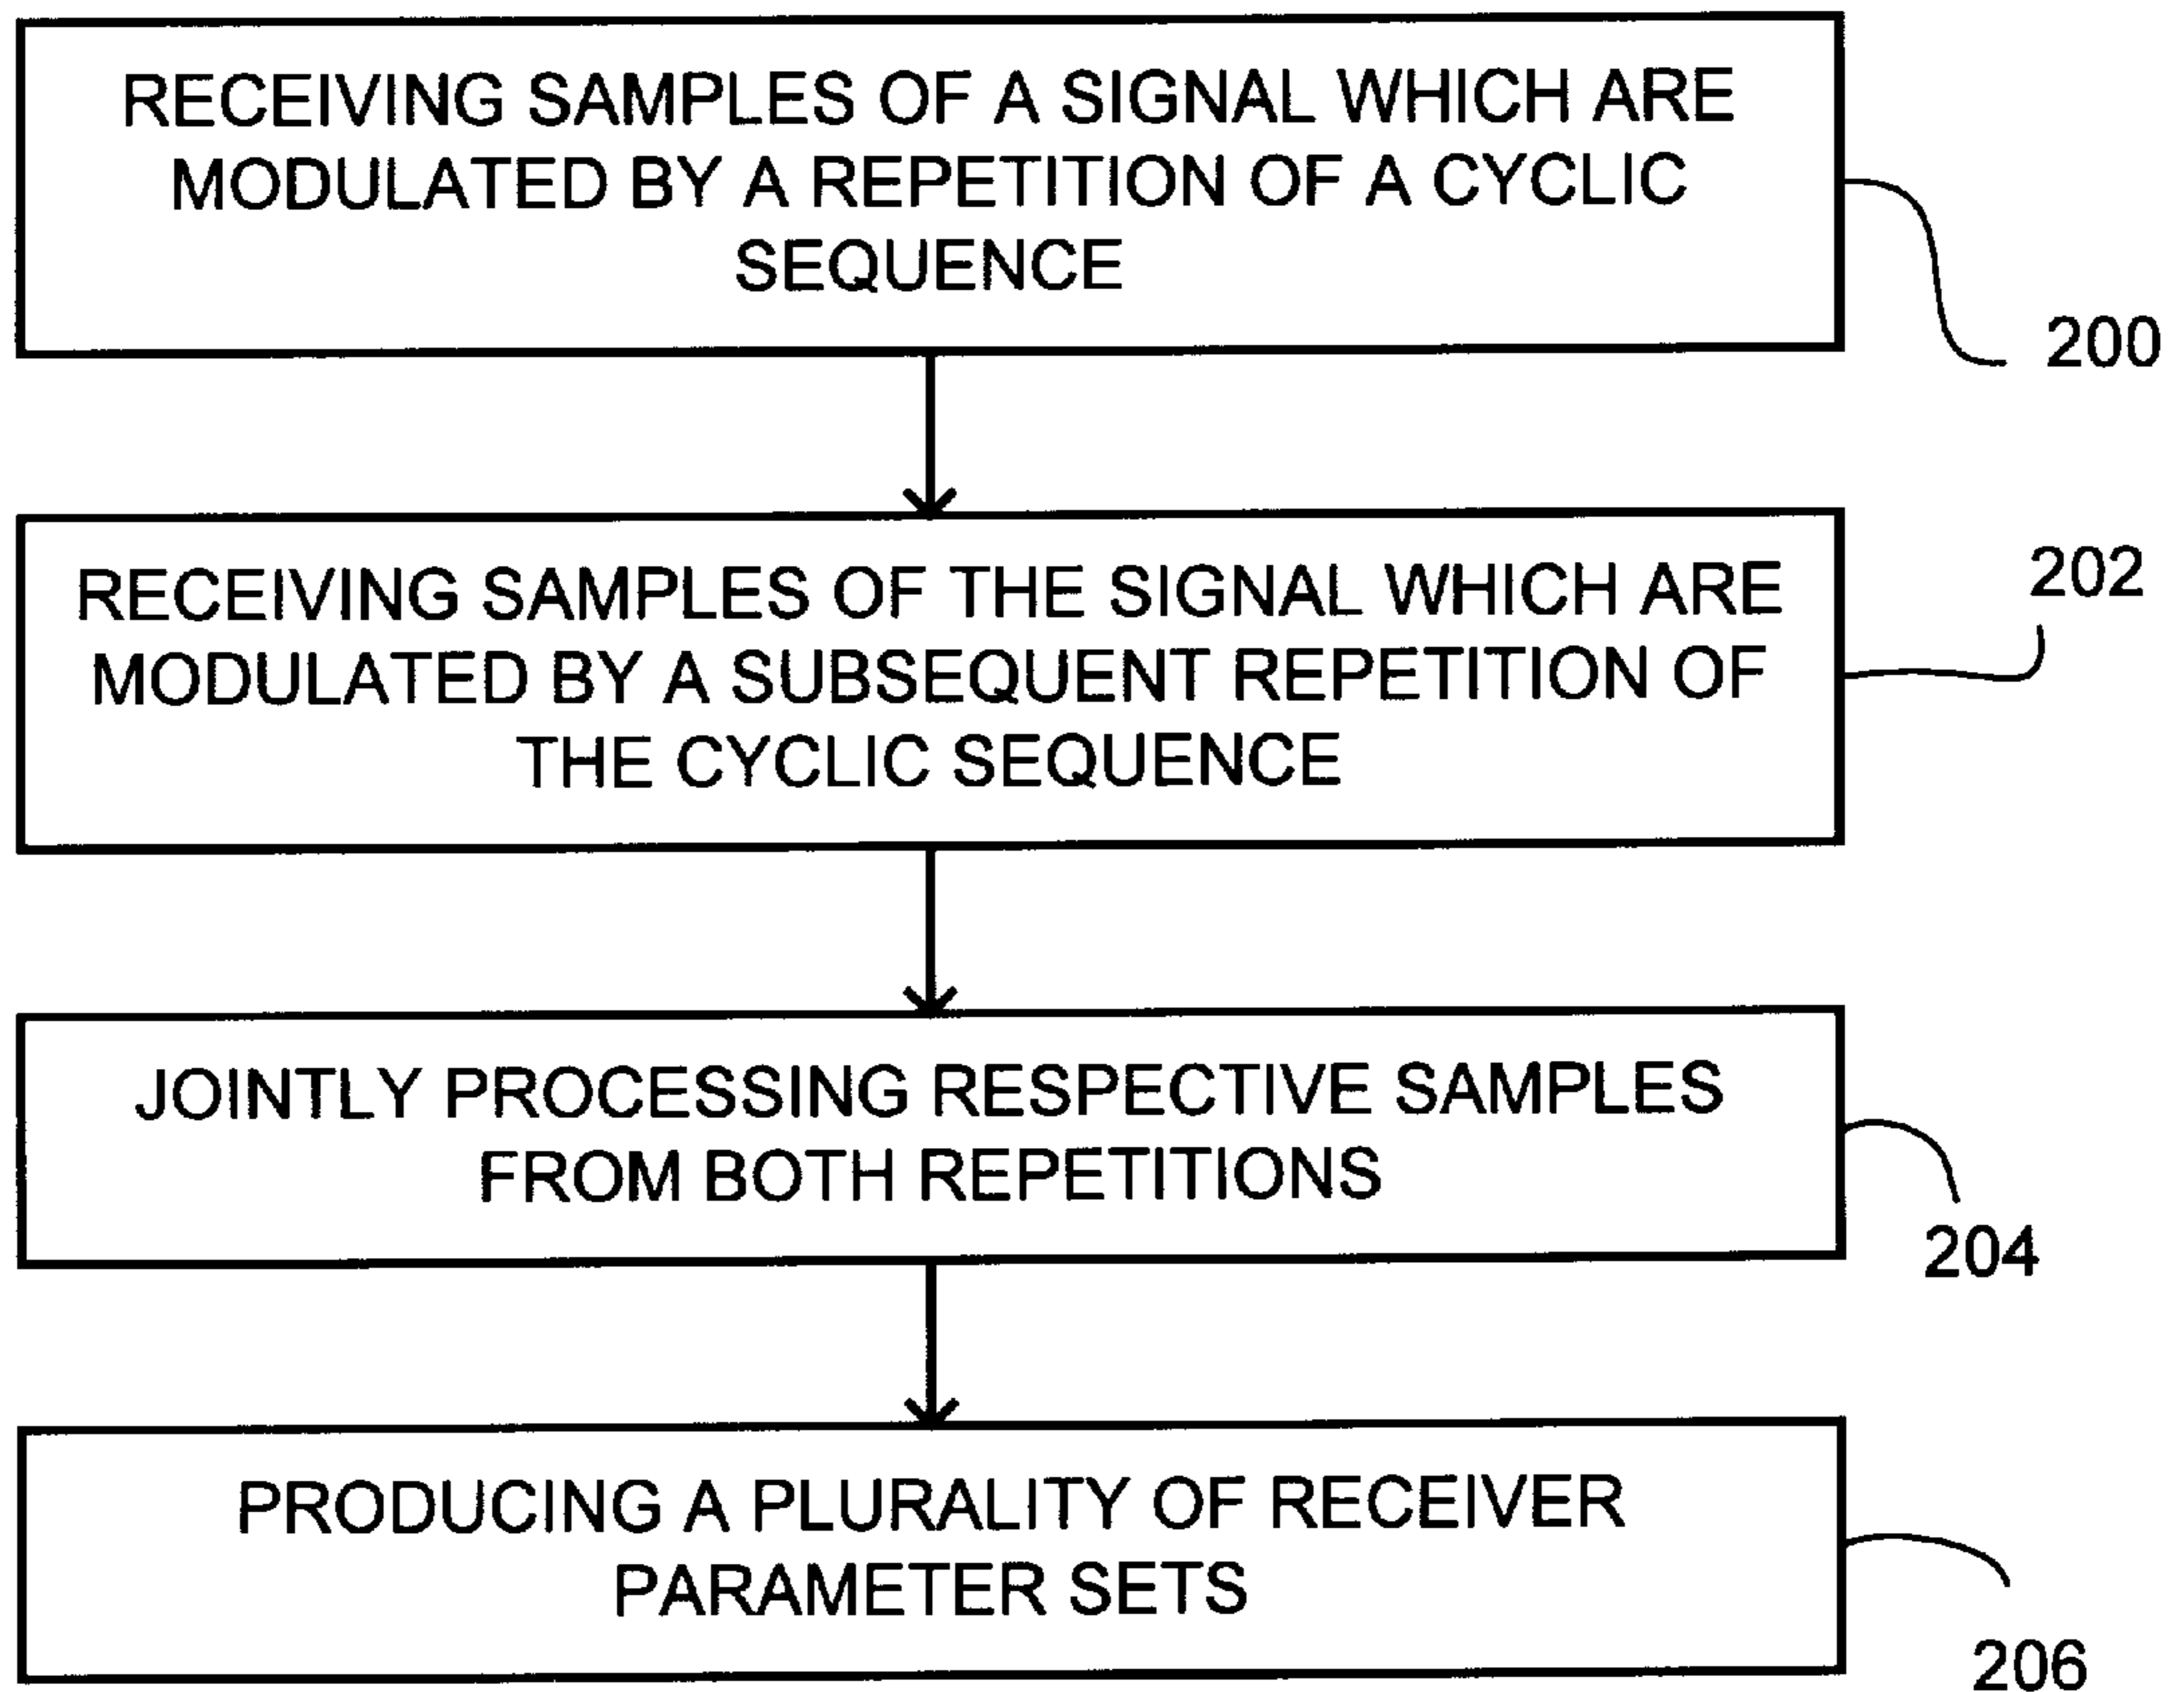 RECEIVING SAMPLES OF A SIGNAL WHICH ARE
MODULATED BY A REPETITION OF A CYCLIC
SEQUENCE
200
RECEIVING SAMPLES OF THE SIGNAL WHICH ARE
MODULATED BY A SUBSEQUENT REPETITION OF
THE CYCLIC SEQUENCE
202
JOINTLY PROCESSING RESPECTIVE SAMPLES
FROM BOTH REPETITIONS
204
PRODUCING A PLURALITY OF RECEIVER
PARAMETER SETS
206